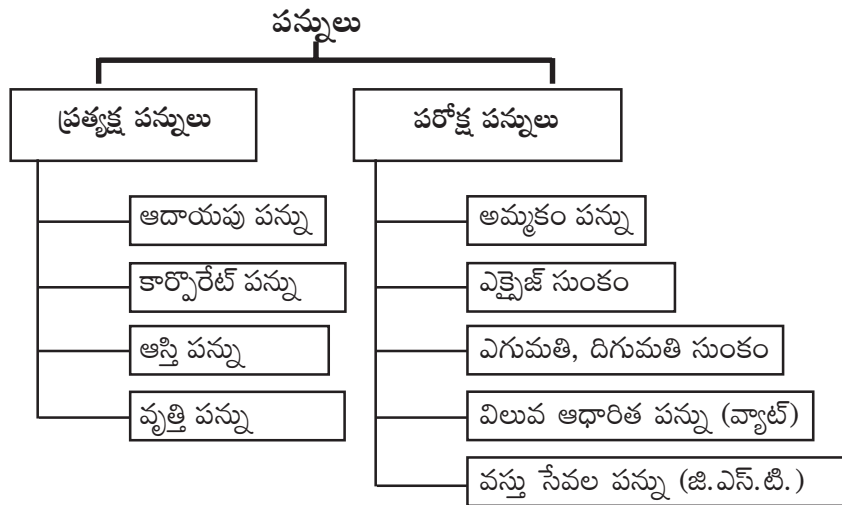 పన్నులు
ప్రత్యక్ష పన్నులు
ఆదాయపు పన్ను
కార్పొరేట్ పన్ను
ఆస్తి పన్ను
వృత్తి పన్ను
పరోక్ష పన్నులు
అమ్మకం పన్ను
ఎక్సైజ్ సుంకం
ఎగుమతి, దిగుమతి సుంకం
విలువ ఆధారిత పన్ను (వ్యాట్)
వస్తు సేవల పన్ను (జి.ఎస్.టి.)